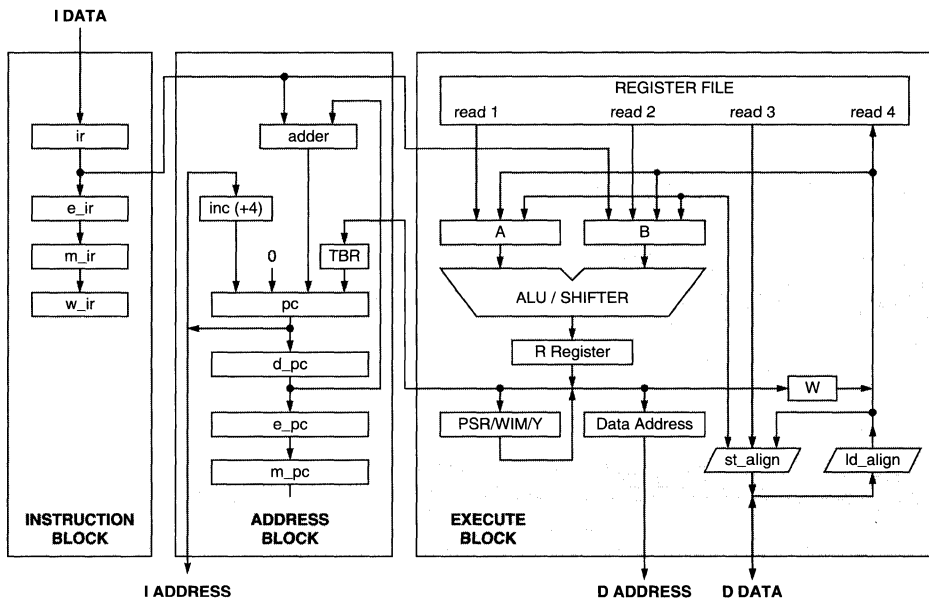 I DATA
REGISTER FILE
read 1 read 2 read 3 read 4
ir
adder
e_ir
inc (+4)
m_ir
0
TBR
A
B
w_ir
pc
ALU / SHIFTER
d_pc
R Register
W
e_pc
PSR/WIM/Y
Data Address
m_pc
st_align
ld_align
INSTRUCTION
BLOCK
ADDRESS
BLOCK
EXECUTE
BLOCK
I ADDRESS
D ADDRESS
D DATA